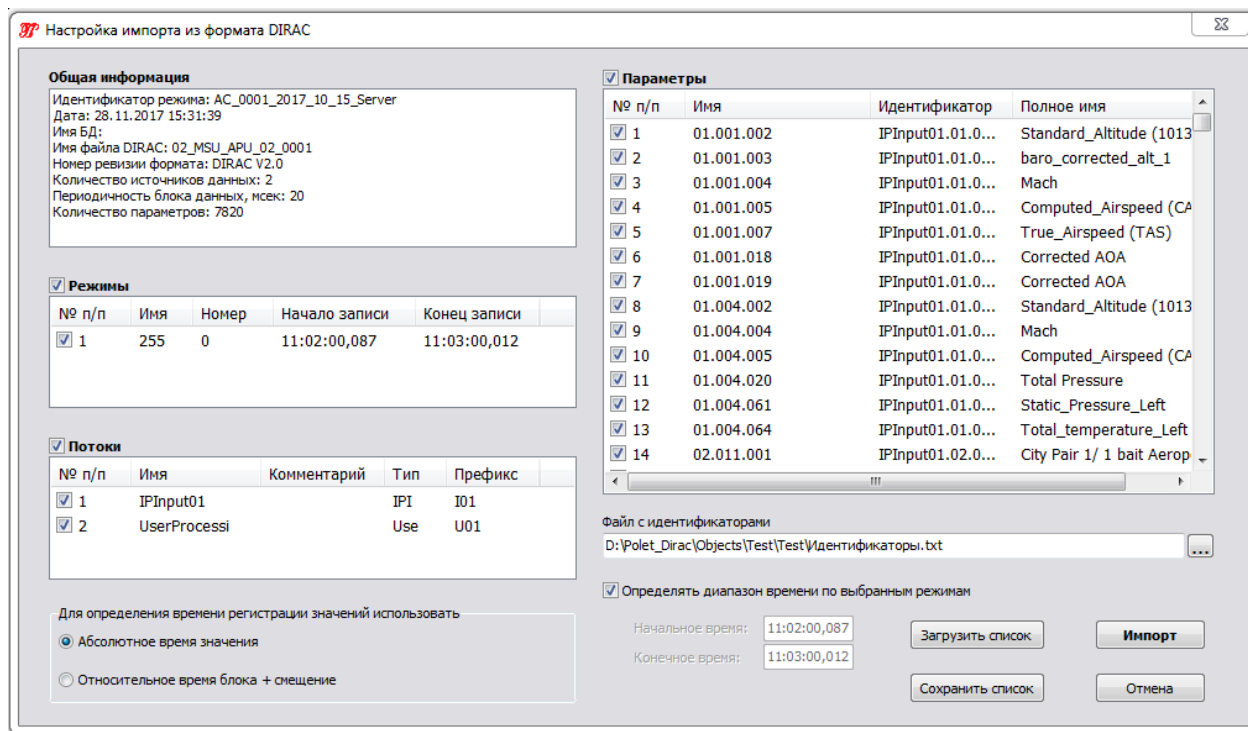 Настройка импорта из формата DIRAC
Общая информация
Идентификатор режима: AC_0001_2017_10_15_Server
Дата: 28.11.2017 15:31:39
Имя БД:
Имя файла DIRAC: 02_MSU_APU_02_0001
Номер ревизии формата: DIRAC V2.0
Количество источников данных: 2
Периодичность блока данных, мсек: 20
Количество параметров: 7820
Режимы
№ п/п Имя Номер Начало записи Конец записи
1 255 0 11:02:00,087 11:03:00,012
Потоки
№ п/п Имя Комментарий Тип Префикс
1 IPInput01 IPI I01
2 UserProcessi Use U01
Для определения времени регистрации значений использовать
Абсолютное время значения
Относительное время блока + смещение
Параметры
№ п/п Имя Идентификатор Полное имя
1 01.001.002 IPInput01.01.0... Standard_Altitude (1013
2 01.001.003 IPInput01.01.0... baro_corrected_alt_1
3 01.001.004 IPInput01.01.0... Mach
4 01.001.005 IPInput01.01.0... Computed_Airspeed (CA
5 01.001.007 IPInput01.01.0... True_Airspeed (TAS)
6 01.001.018 IPInput01.01.0... Corrected AOA
7 01.001.019 IPInput01.01.0... Corrected AOA
8 01.004.002 IPInput01.01.0... Standard_Altitude (1013
9 01.004.004 IPInput01.01.0... Mach
10 01.004.005 IPInput01.01.0... Computed_Airspeed (CA
11 01.004.020 IPInput01.01.0... Total Pressure
12 01.004.061 IPInput01.01.0... Static_Pressure_Left
13 01.004.064 IPInput01.01.0... Total_temperature_Left
14 02.011.001 IPInput01.02.0... City Pair 1/ 1 bait Aerop
Файл с идентификаторами
D:\Polet_Dirac\Objects\Test\Test\Идентификаторы.txt
...
Определять диапазон времени по выбранным режимам
Начальное время: 11:02:00,087
Конечное время: 11:03:00,012
Загрузить список
Импорт
Сохранить список
Отмена